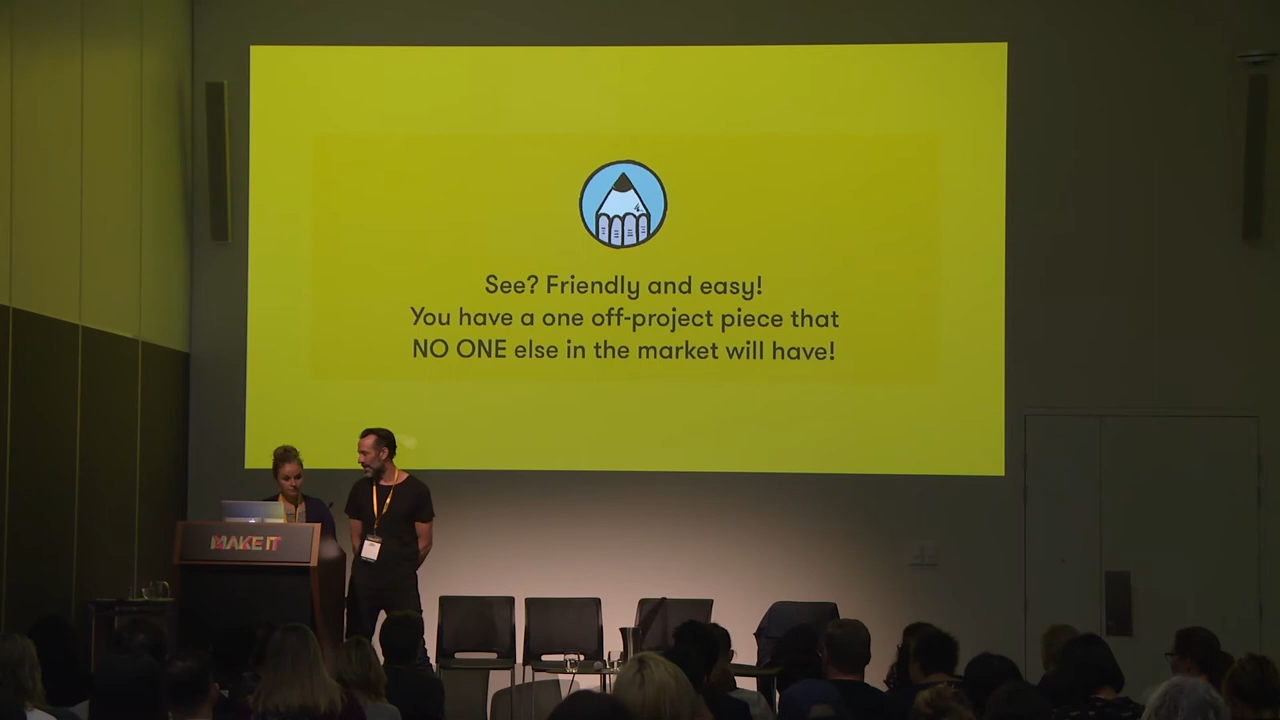 See? Friendly and easy!
You have a one off-project piece that
NO ONE else in the market will have!
MAKE IT